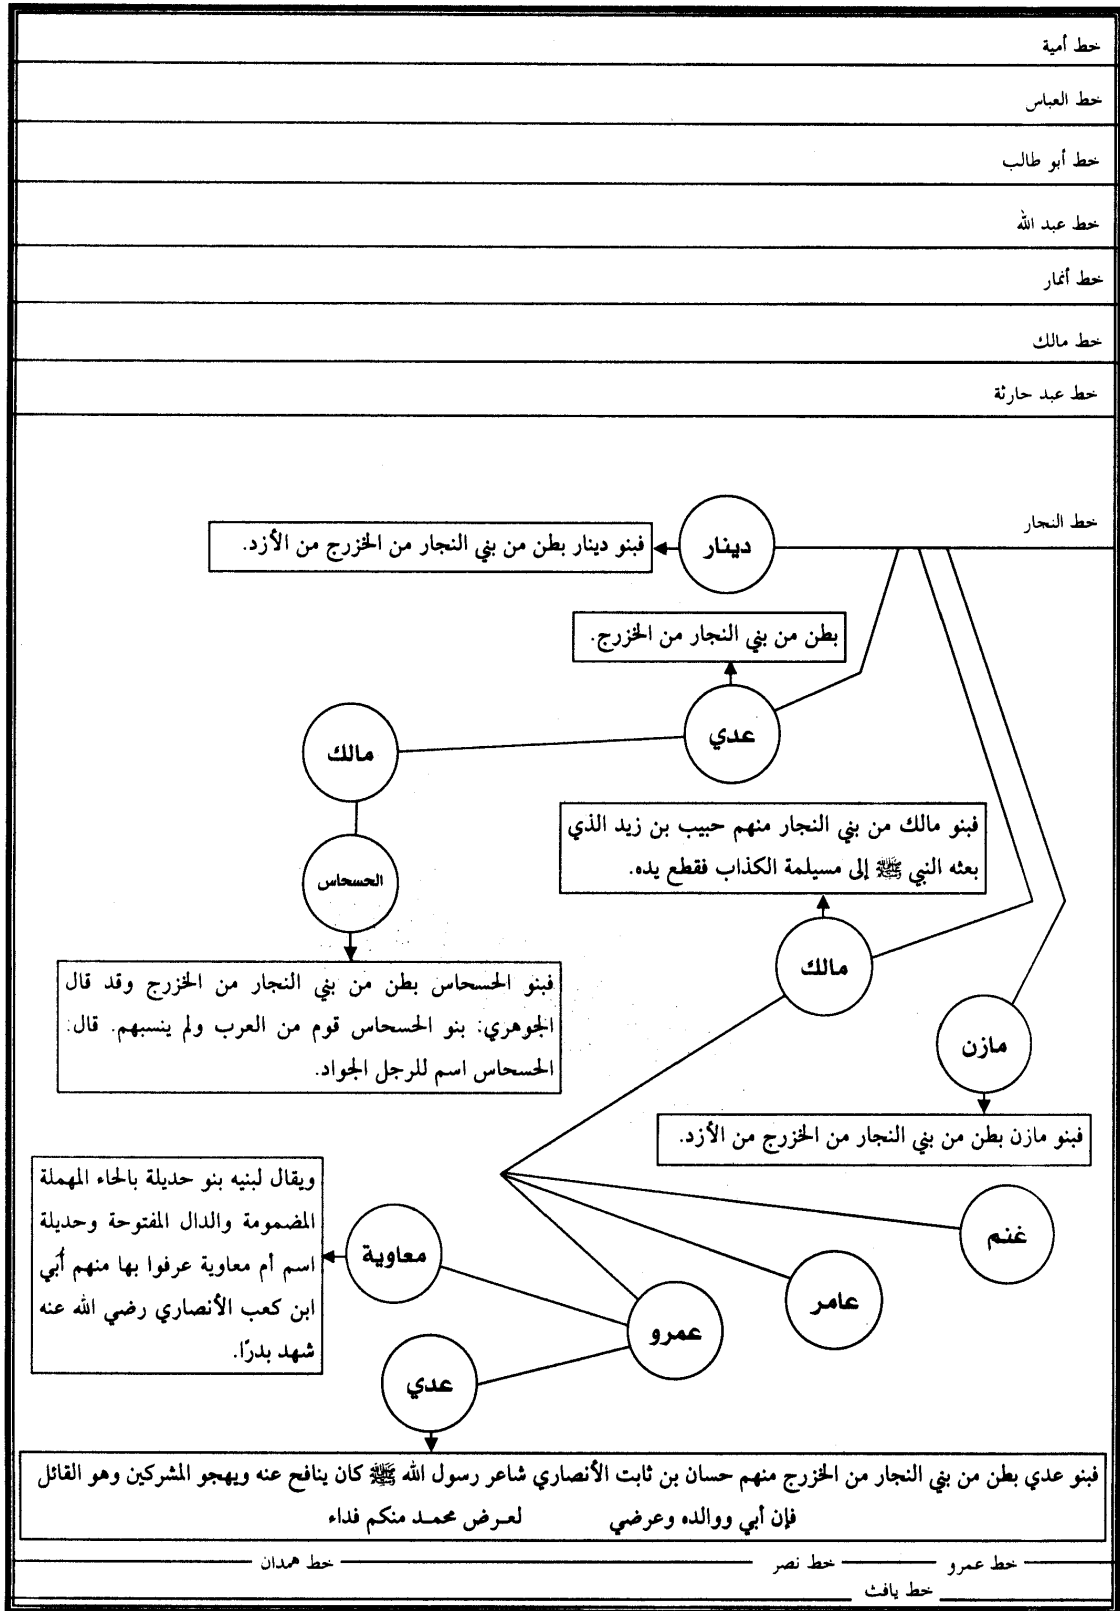 خط أمية
خط العباس
خط أبو طالب
خط عبد الله
خط أنمار
خط مالك
خط عبد حارثة
خط النجار
دينار
فبنو دينار بطن من بني النجار من الخزرج من الأزد.
بطن من بني النجار من الخزرج.
عدي
مالك
الحسحاس
فبنو مالك من بني النجار منهم حبيب بن زيد الذي
بعثه النبي ﷺ إلى مسيلمة الكذاب فقطع يده.
مالك
فبنو الحسحاس بطن من بني النجار من الخزرج وقد قال
الجوهري: بنو الحسحاس قوم من العرب ولم ينسبهم. قال:
الحسحاس اسم للرجل الجواد.
مازن
فبنو مازن بطن من بني النجار من الخزرج من الأزد.
غنم
عامر
عمرو
معاوية
ويقال لبنيه بنو حديلة بالحاء المهملة
المضمومة والدال المفتوحة وحديلة
اسم أم معاوية عرفوا بها منهم أُبي
ابن كعب الأنصاري رضي الله عنه
شهد بدرًا.
عدي
فبنو عدي بطن من بني النجار من الخزرج منهم حسان بن ثابت الأنصاري شاعر رسول الله ﷺ كان ينافح عنه ويهجو المشركين وهو القائل
فإن أبي ووالده وعرضي لعـرض محمـد منكم فداء
خط عمرو خط نصر خط همدان
خط يافث